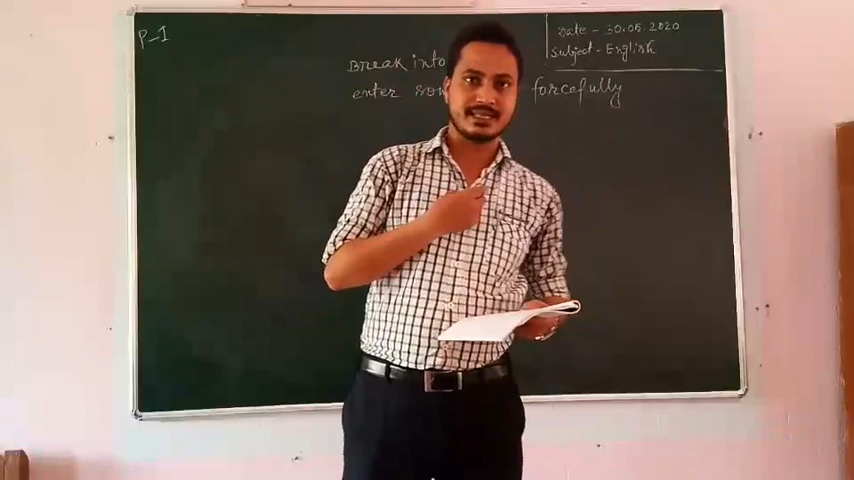 P-1
Date - 30.05.2020
Subject - English
Break into
enter forcefully